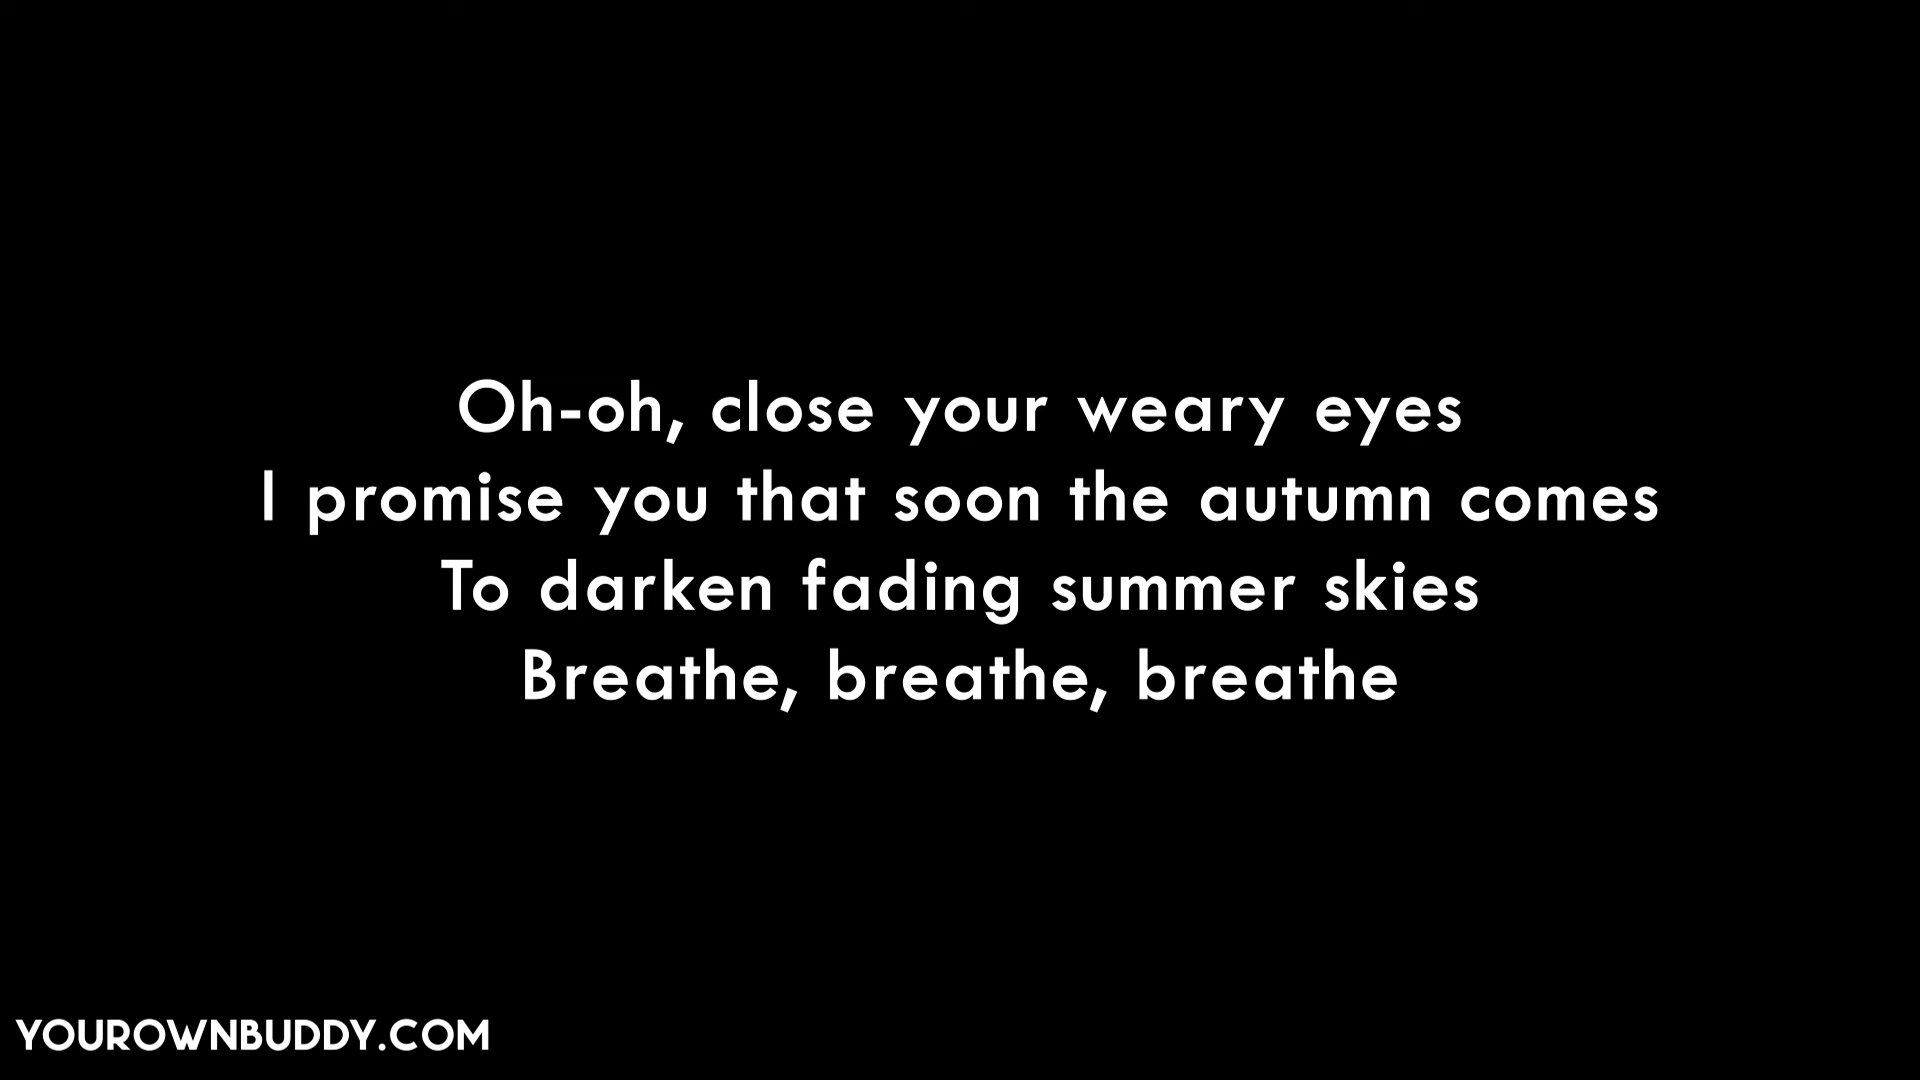 Oh-oh, close your weary eyes
I promise you that soon the autumn comes
To darken fading summer skies
Breathe, breathe, breathe
YOUROWNBUDDY.COM